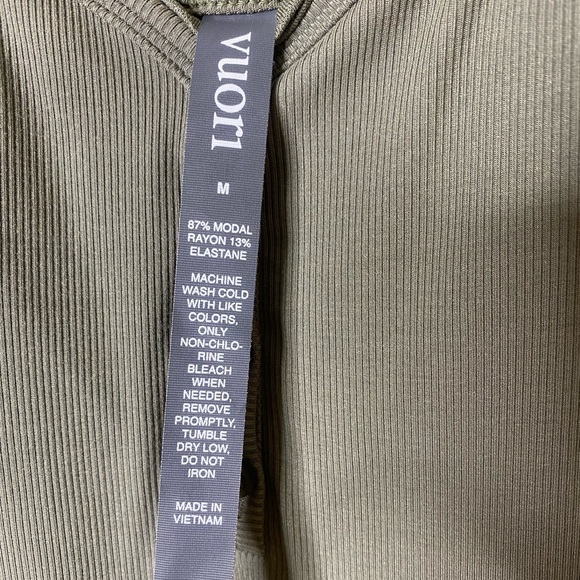 vuori
M
87% MODAL
RAYON 13%
ELASTANE
MACHINE
WASH COLD
WITH LIKE
COLORS,
ONLY
NON-CHLO-
RINE
BLEACH
WHEN
NEEDED,
REMOVE
PROMPTLY,
TUMBLE
DRY LOW,
DO NOT
IRON
MADE IN
VIETNAM